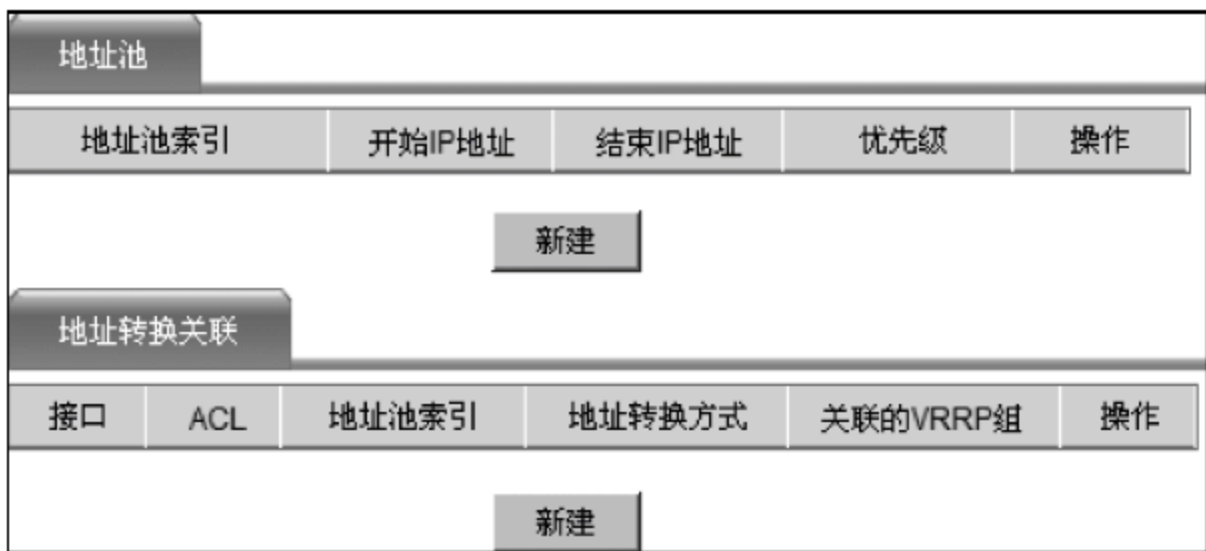 地址池
地址池索引 开始IP地址 结束IP地址 优先级 操作
新建
地址转换关联
接口 ACL 地址池索引 地址转换方式 关联的VRRP组 操作
新建